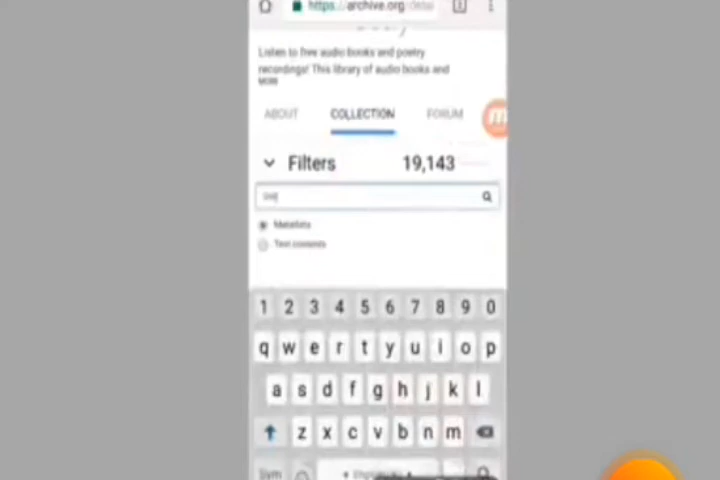 https://archive.org/deta
Listen to free audio books and poetry
recordings! This library of audio books and
MORE
ABOUT COLLECTION FORUM
Filters 19,143
Metadata
Text contents
1 2 3 4 5 6 7 8 9 0
q w e r t y u i o p
a s d f g h j k l
z x c v b n m
Sym